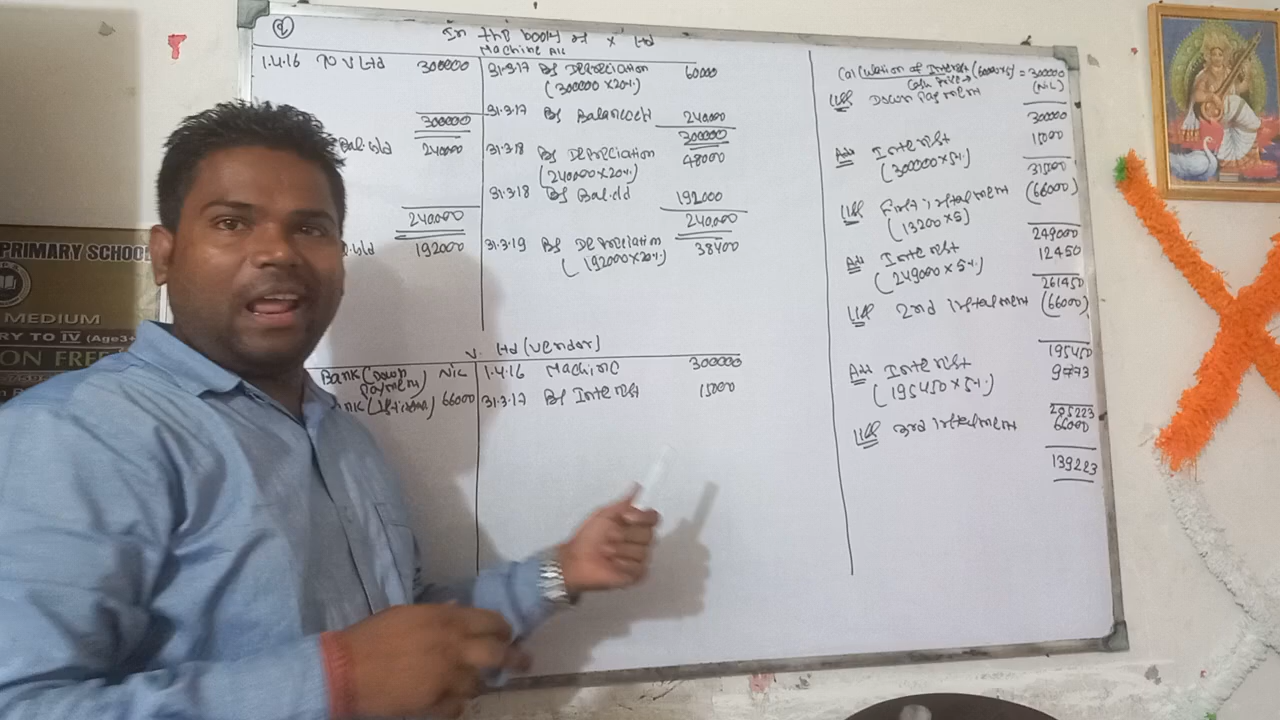 In the books of X Ltd
Machine A/c
1.4.16 To V Ltd 300000
31.3.17 By Depreciation 60000
(300000 x 20%)
31.3.17 By Balance c/d 240000
300000 300000
Bal. b/d 240000
31.3.18 By Depreciation 48000
(240000 x 20%)
31.3.18 By Bal. c/d 192000
240000 240000
b/d 192000
31.3.19 By Depreciation 38400
(192000 x 20%)
V. Ltd (Vendor)
Bank (Down Payment) Nil
66000
1.4.16 Machine 300000
31.3.17 By Interest 15000
Calculation of Interest
Cash Price → (60000x5) = 300000
Less Down Payment (Nil)
300000
Add Interest 15000
(300000 x 5%)
315000
Less First instalment (66000)
(13200 x 5)
249000
Add Interest 12450
(249000 x 5%)
261450
Less 2nd instalment (66000)
195450
Add Interest 9773
(195450 x 5%)
205223
Less 3rd instalment 66000
139223
PRIMARY SCHOOL
MEDIUM
RY TO IV (Age3+
ON FREE